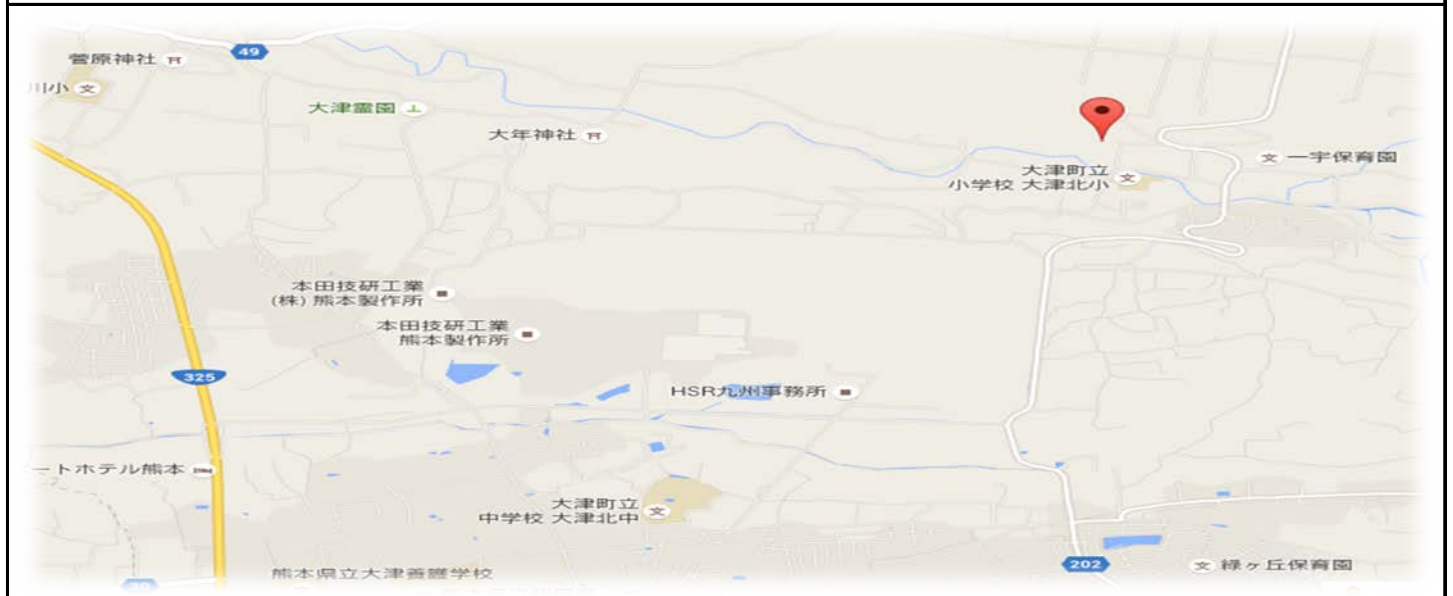 菅原神社
49
川小
大津霊園
大年神社
一宇保育園
大津町立
小学校 大津北小
本田技研工業
(株) 熊本製作所
本田技研工業
熊本製作所
325
HSR九州事務所
ートホテル熊本
大津町立
中学校 大津北中
202
緑ヶ丘保育園
熊本県立大津養護学校
30